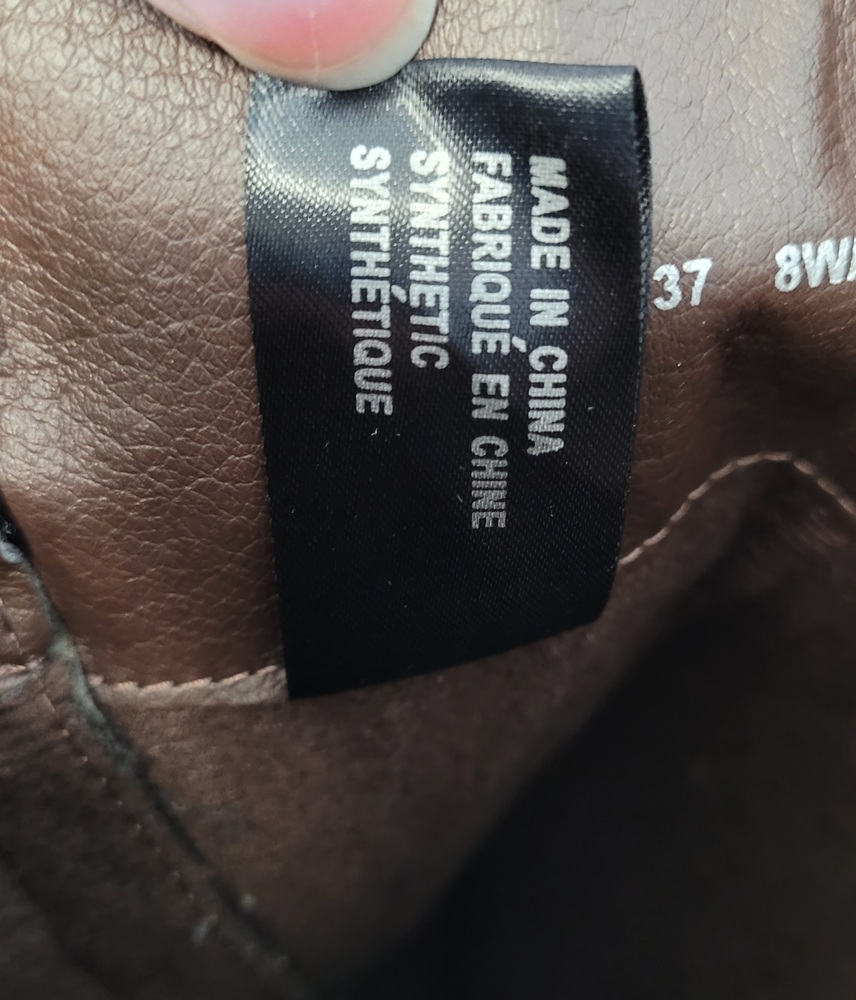 MADE IN CHINA
FABRIQUÉ EN CHINE
SYNTHETIC
SYNTHÉTIQUE
37